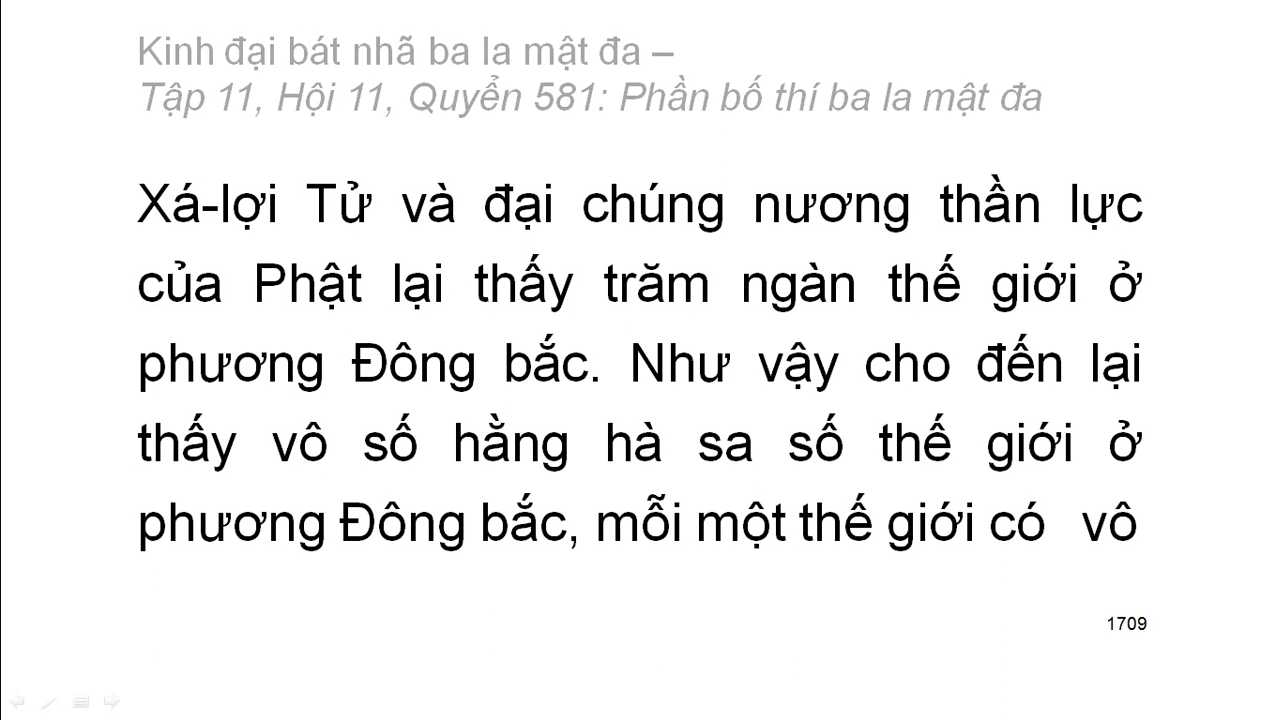 Kinh đại bát nhã ba la mật đa –
Tập 11, Hội 11, Quyển 581: Phần bố thí ba la mật đa
Xá-lợi Tử và đại chúng nương thần lực
của Phật lại thấy trăm ngàn thế giới ở
phương Đông bắc. Như vậy cho đến lại
thấy vô số hằng hà sa số thế giới ở
phương Đông bắc, mỗi một thế giới có vô
1709